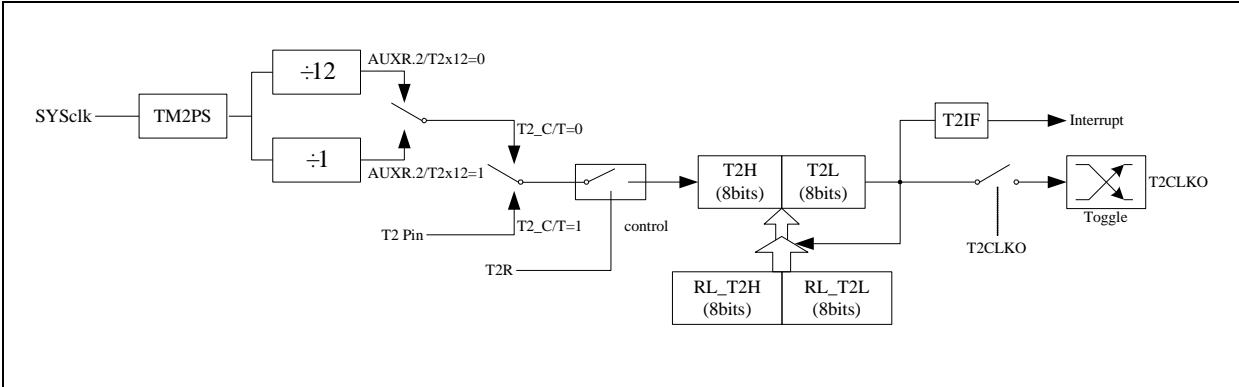 AUXR.2/T2x12=0
÷12
SYSclk
TM2PS
T2_C/T=0
÷1
AUXR.2/T2x12=1
T2IF
Interrupt
T2H
(8bits)
T2L
(8bits)
T2CLKO
Toggle
T2_C/T=1
T2 Pin
control
T2CLKO
T2R
RL_T2H
(8bits)
RL_T2L
(8bits)